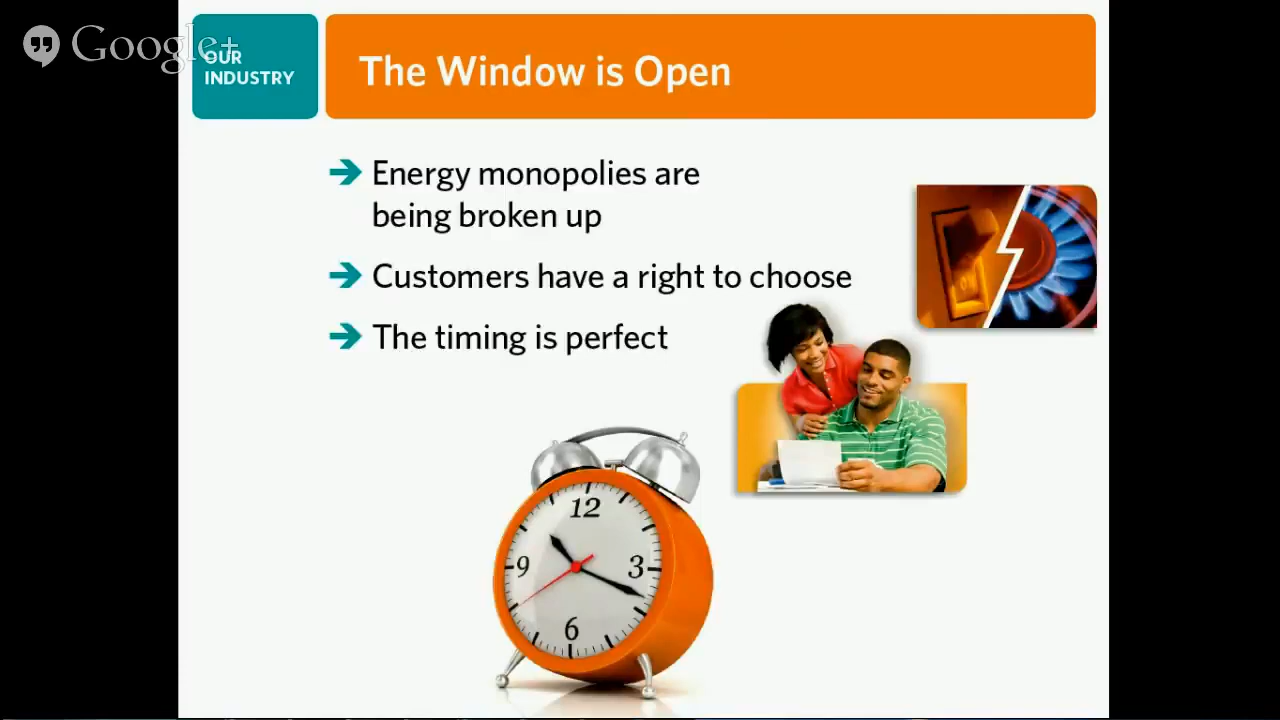 Google+
OUR
INDUSTRY
The Window is Open
Energy monopolies are
being broken up
Customers have a right to choose
The timing is perfect
12
9
3
6